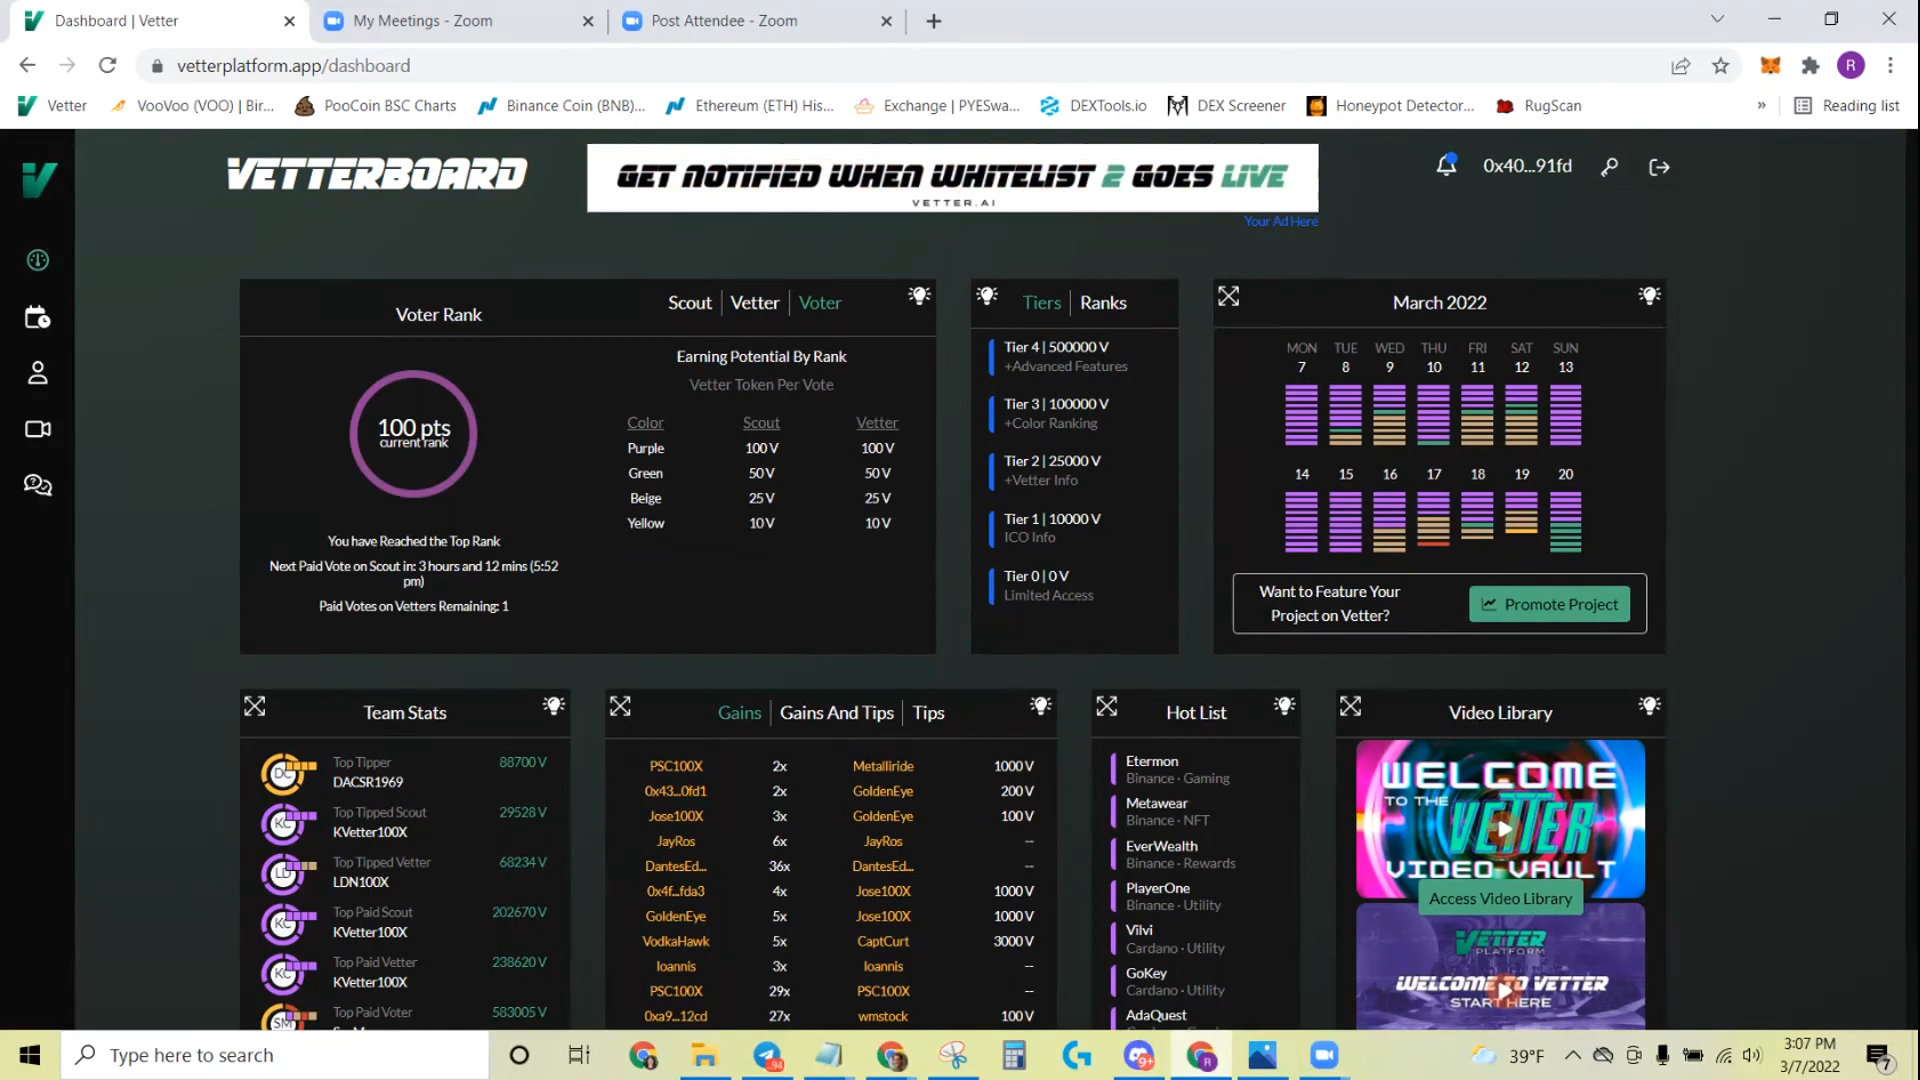 Dashboard | Vetter
My Meetings - Zoom
Post Attendee - Zoom
vetterplatform.app/dashboard
R
Vetter
VooVoo (VOO) | Bir...
PooCoin BSC Charts
Binance Coin (BNB)...
Ethereum (ETH) His...
Exchange | PYESwa...
DEXTools.io
DEX Screener
Honeypot Detector...
RugScan
»
Reading list
VETTERBOARD
GET NOTIFIED WHEN WHITELIST 2 GOES LIVE
VETTER.AI
Your Ad Here
0x40...91fd
Voter Rank
Scout | Vetter | Voter
100 pts
current rank
You have Reached the Top Rank
Next Paid Vote on Scout in: 3 hours and 12 mins (5:52
pm)
Paid Votes on Vetters Remaining: 1
Earning Potential By Rank
Vetter Token Per Vote
Color Scout Vetter
Purple 100 V 100 V
Green 50 V 50 V
Beige 25 V 25 V
Yellow 10 V 10 V
Tiers | Ranks
Tier 4 | 500000 V
+Advanced Features
Tier 3 | 100000 V
+Color Ranking
Tier 2 | 25000 V
+Vetter Info
Tier 1 | 10000 V
ICO Info
Tier 0 | 0 V
Limited Access
March 2022
MON TUE WED THU FRI SAT SUN
7 8 9 10 11 12 13
14 15 16 17 18 19 20
Want to Feature Your
Project on Vetter?
Promote Project
Team Stats
DC
Top Tipper 88700 V
DACSR1969
KC
Top Tipped Scout 29528 V
KVetter100X
LD
Top Tipped Vetter 68234 V
LDN100X
KC
Top Paid Scout 202670 V
KVetter100X
KC
Top Paid Vetter 238620 V
KVetter100X
SM
Top Paid Voter 583005 V
Gains | Gains And Tips | Tips
PSC100X 2x Metalliride 1000 V
0x43...0fd1 2x GoldenEye 200 V
Jose100X 3x GoldenEye 100 V
JayRos 6x JayRos --
DantesEd... 36x DantesEd... --
0x4f...fda3 4x Jose100X 1000 V
GoldenEye 5x Jose100X 1000 V
VodkaHawk 5x CaptCurt 3000 V
Ioannis 3x Ioannis --
PSC100X 29x PSC100X --
0xa9...12cd 27x wmstock 100 V
Hot List
Etermon
Binance · Gaming
Metawear
Binance · NFT
EverWealth
Binance · Rewards
PlayerOne
Binance · Utility
Vilvi
Cardano · Utility
GoKey
Cardano · Utility
AdaQuest
Video Library
WELCOME
TO THE VETTER
VIDEO VAULT
Access Video Library
VETTER
PLATFORM
WELCOME TO VETTER
START HERE
Type here to search
94
9+
R
39°F
3:07 PM
3/7/2022
7